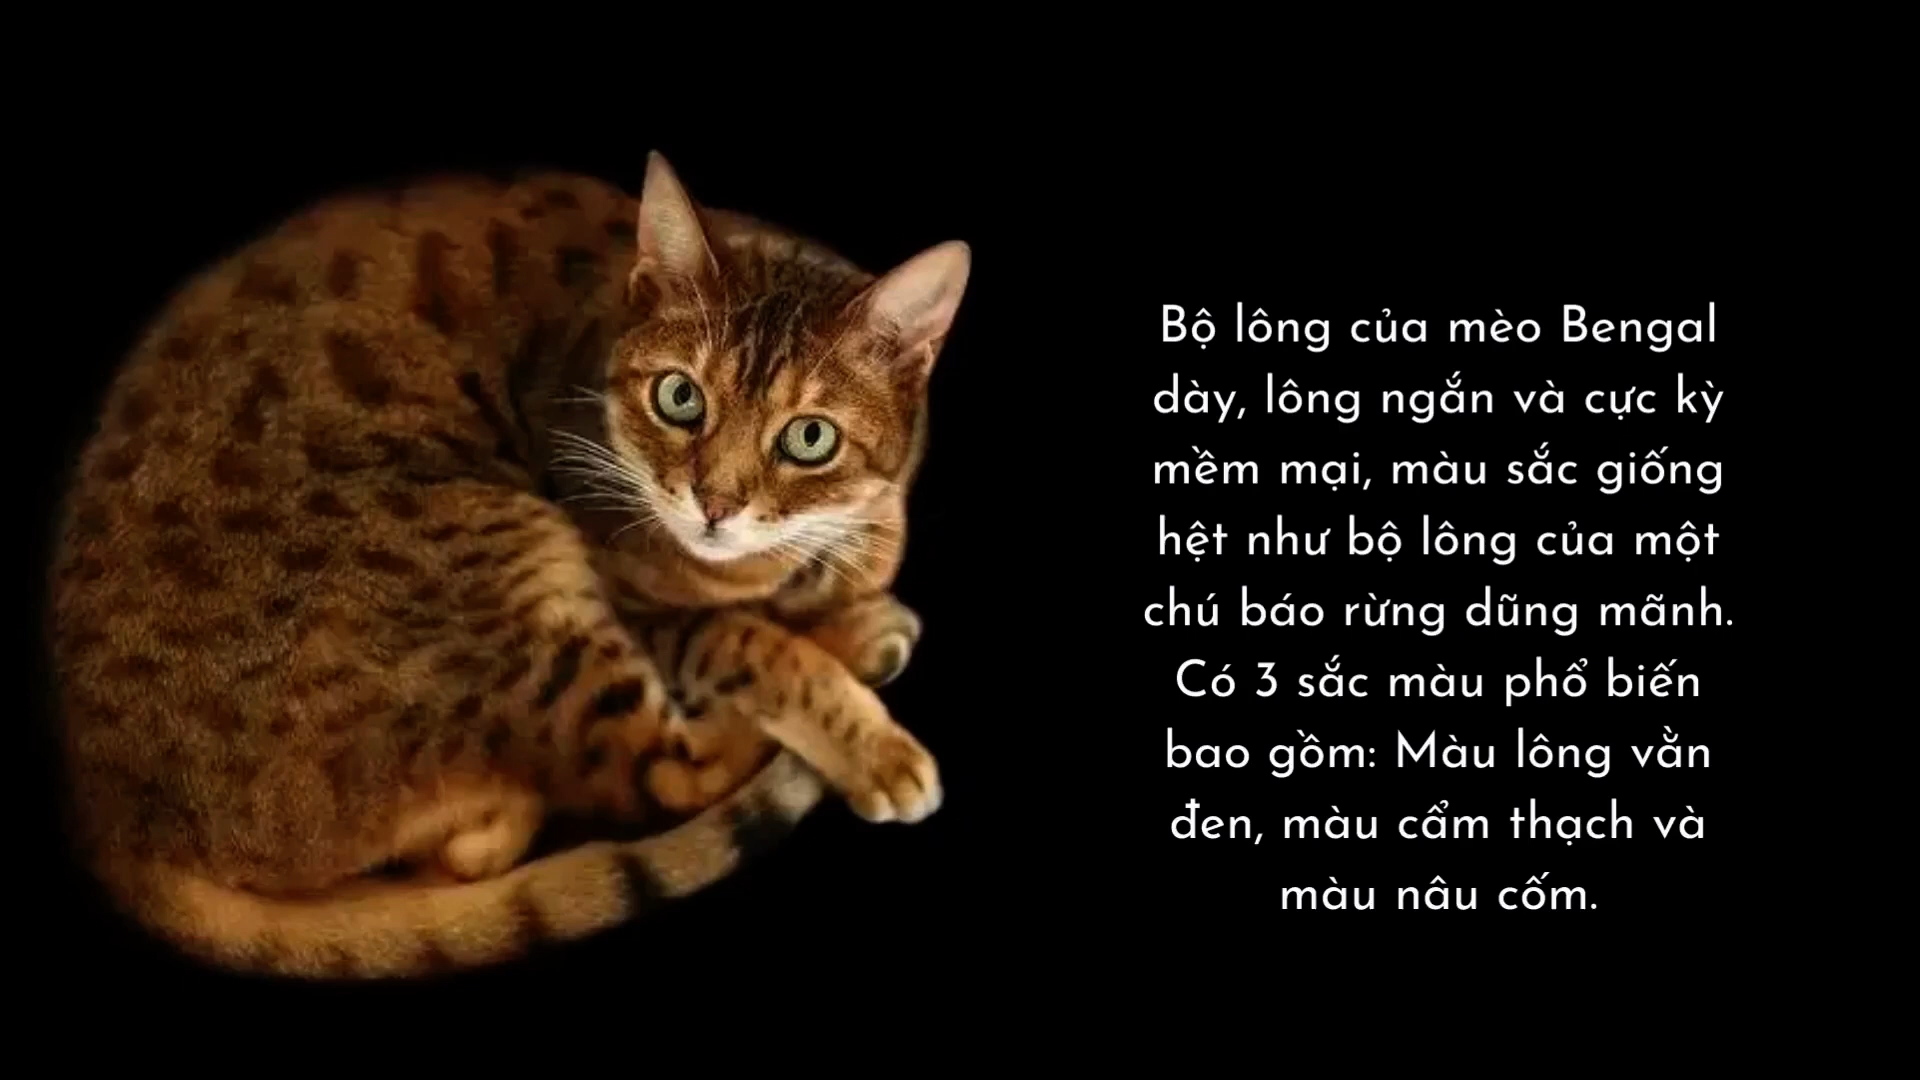 Bộ lông của mèo Bengal
dày, lông ngắn và cực kỳ
mềm mại, màu sắc giống
hệt như bộ lông của một
chú báo rừng dũng mãnh.
Có 3 sắc màu phổ biến
bao gồm: Màu lông vằn
đen, màu cẩm thạch và
màu nâu cốm.